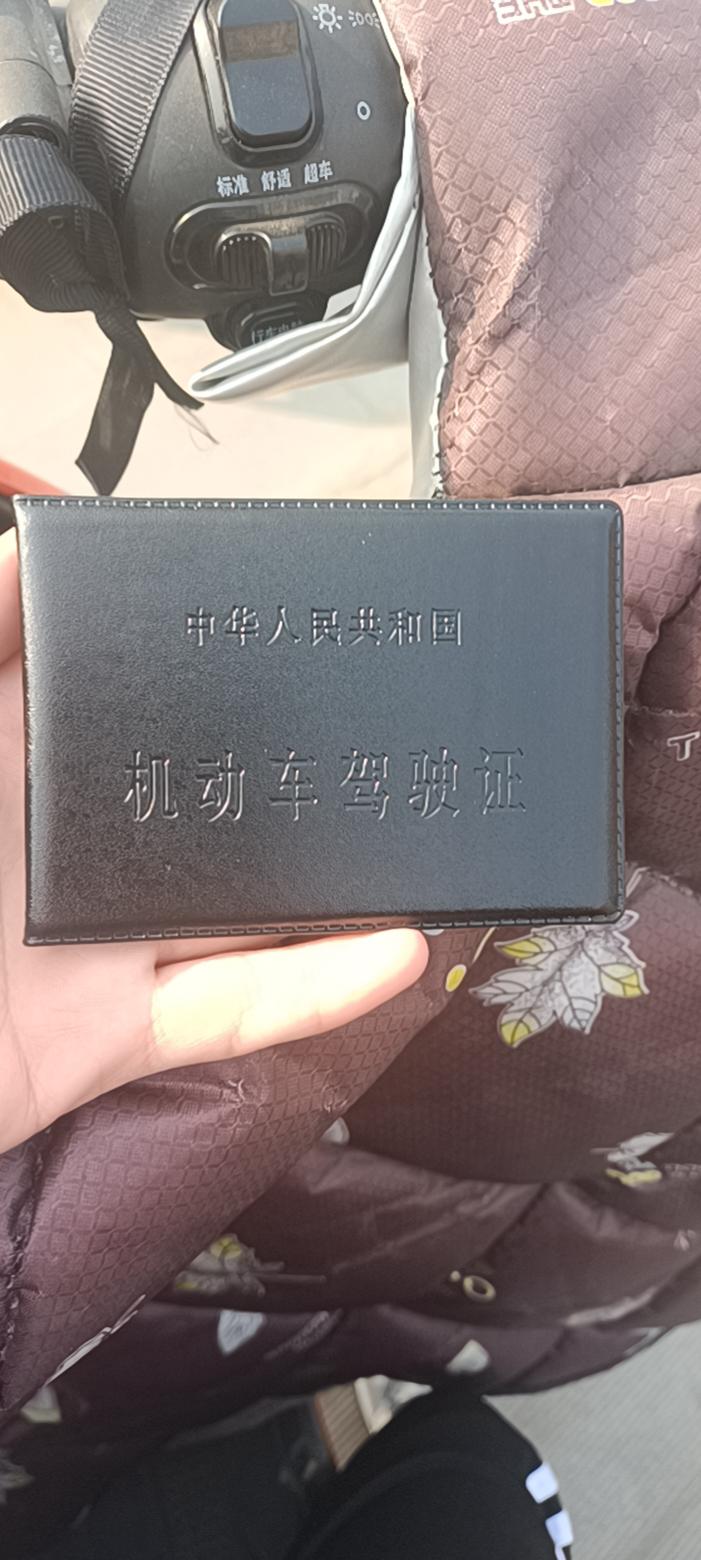 标准 舒适 超车
中华人民共和国
机动车驾驶证